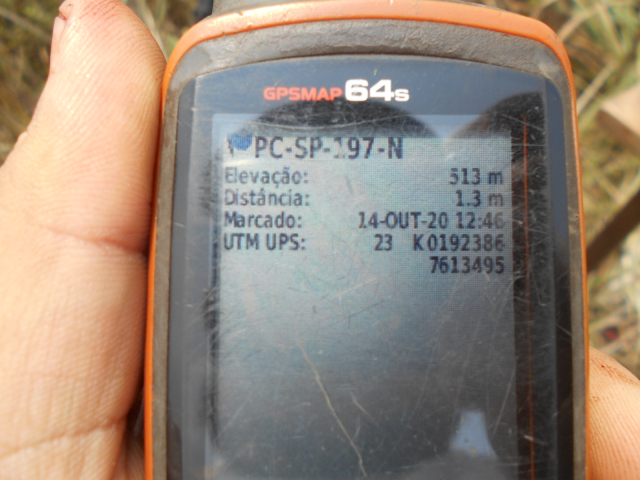 GPSMAP 64s
PC-SP-197-N
Elevação: 513 m
Distância: 1.3 m
Marcado: 14-OUT-20 12:46
UTM UPS: 23 K0192386
7613495